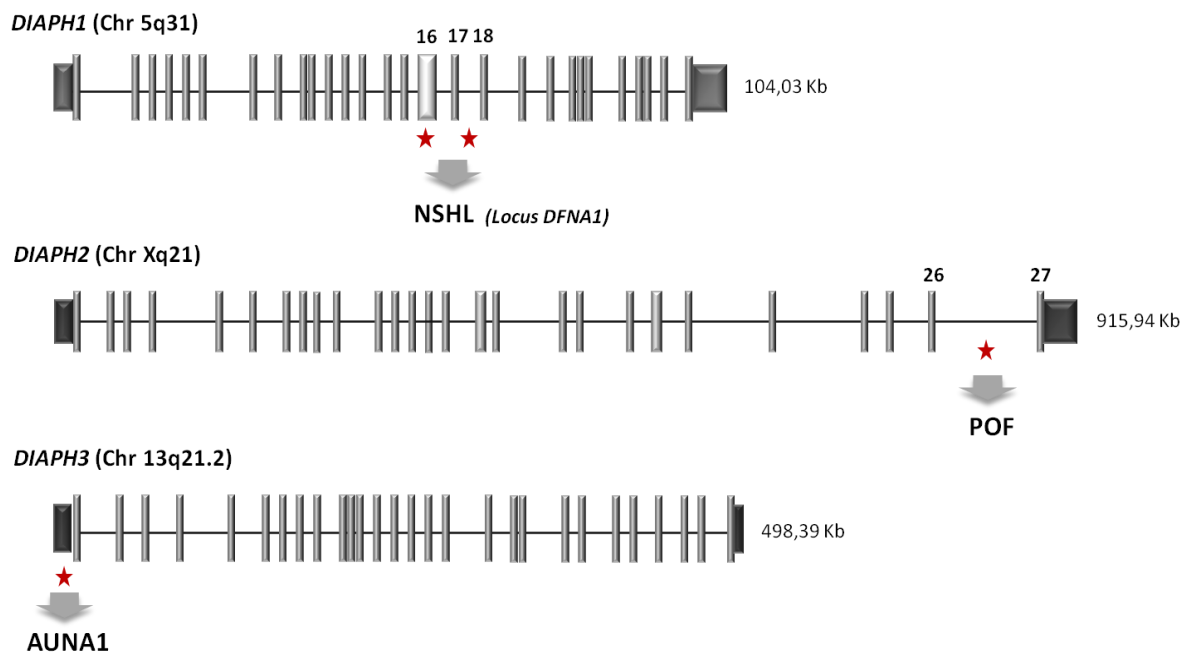 DIAPH1 (Chr 5q31)
16 17 18
104,03 Kb
NSHL (Locus DFNA1)
DIAPH2 (Chr Xq21)
26 27
915,94 Kb
POF
DIAPH3 (Chr 13q21.2)
498,39 Kb
AUNA1